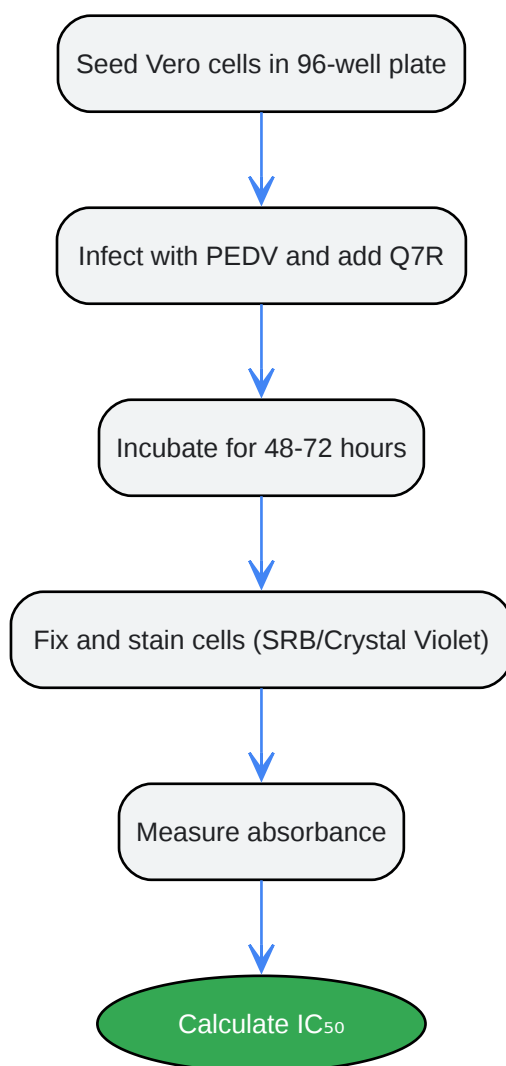 Seed Vero cells in 96-well plate
Infect with PEDV and add Q7R
Incubate for 48-72 hours
Fix and stain cells (SRB/Crystal Violet)
Measure absorbance
Calculate IC₅₀